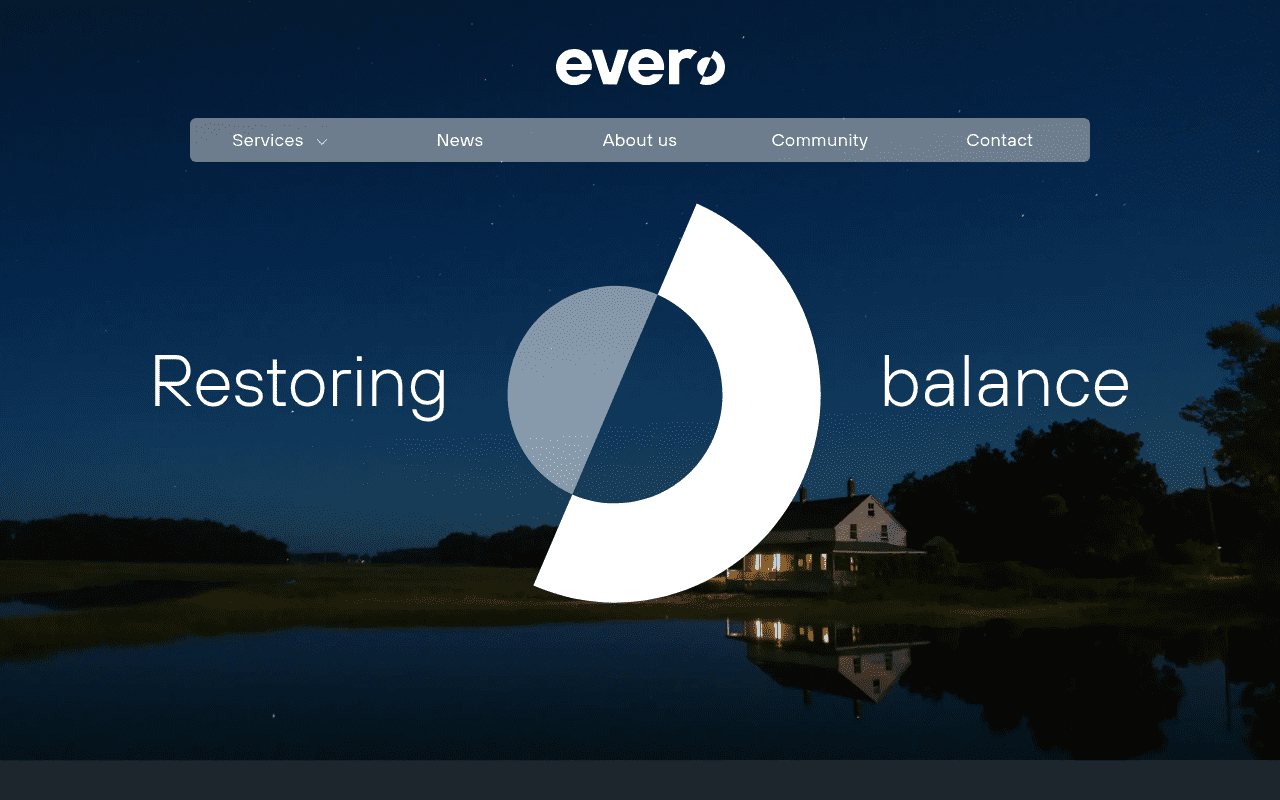 evero
Services
News
About us
Community
Contact
Restoring
balance